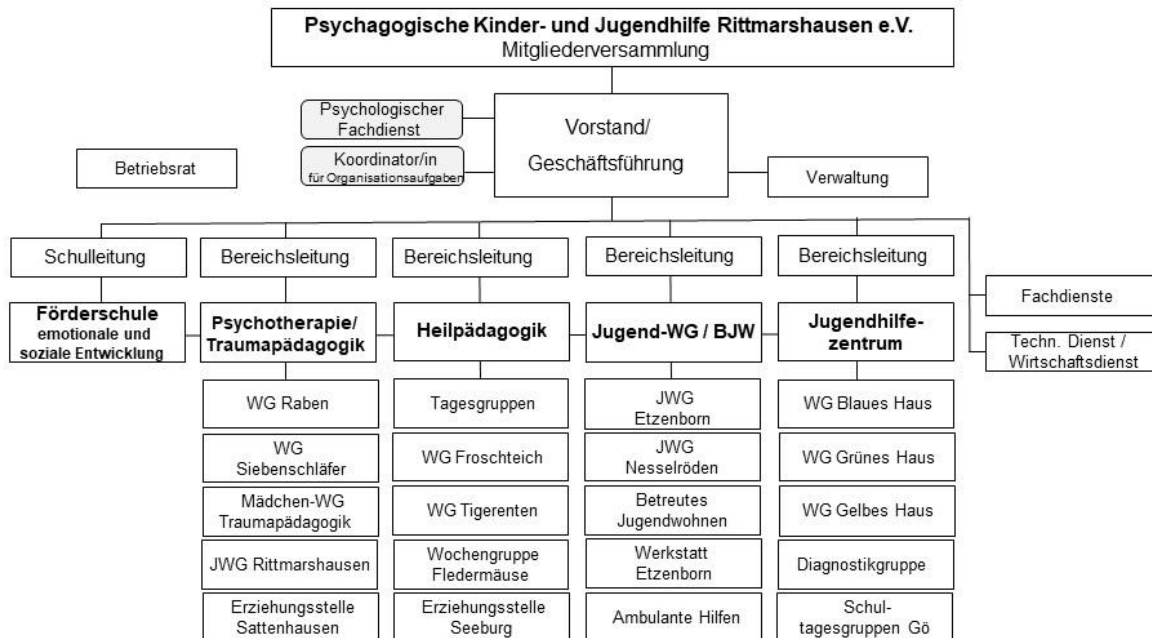 Psychagogische Kinder- und Jugendhilfe Rittmarshausen e.V.
Mitgliederversammlung
Psychologischer
Fachdienst
Vorstand/
Geschäftsführung
Koordinator/in
für Organisationsaufgaben
Betriebsrat
Verwaltung
Schulleitung
Bereichsleitung
Bereichsleitung
Bereichsleitung
Bereichsleitung
Fachdienste
Techn. Dienst /
Wirtschaftsdienst
Förderschule
emotionale und
soziale Entwicklung
Psychotherapie/
Traumapädagogik
Heilpädagogik
Jugend-WG / BJW
Jugendhilfe-
zentrum
WG Raben
Tagesgruppen
JWG
Etzenborn
WG Blaues Haus
WG
Siebenschläfer
WG Froschteich
JWG
Nesselröden
WG Grünes Haus
Mädchen-WG
Traumapädagogik
WG Tigerenten
Betreutes
Jugendwohnen
WG Gelbes Haus
JWG Rittmarshausen
Wochengruppe
Fledermäuse
Werkstatt
Etzenborn
Diagnostikgruppe
Erziehungsstelle
Sattenhausen
Erziehungsstelle
Seeburg
Ambulante Hilfen
Schul-
tagesgruppen Gö